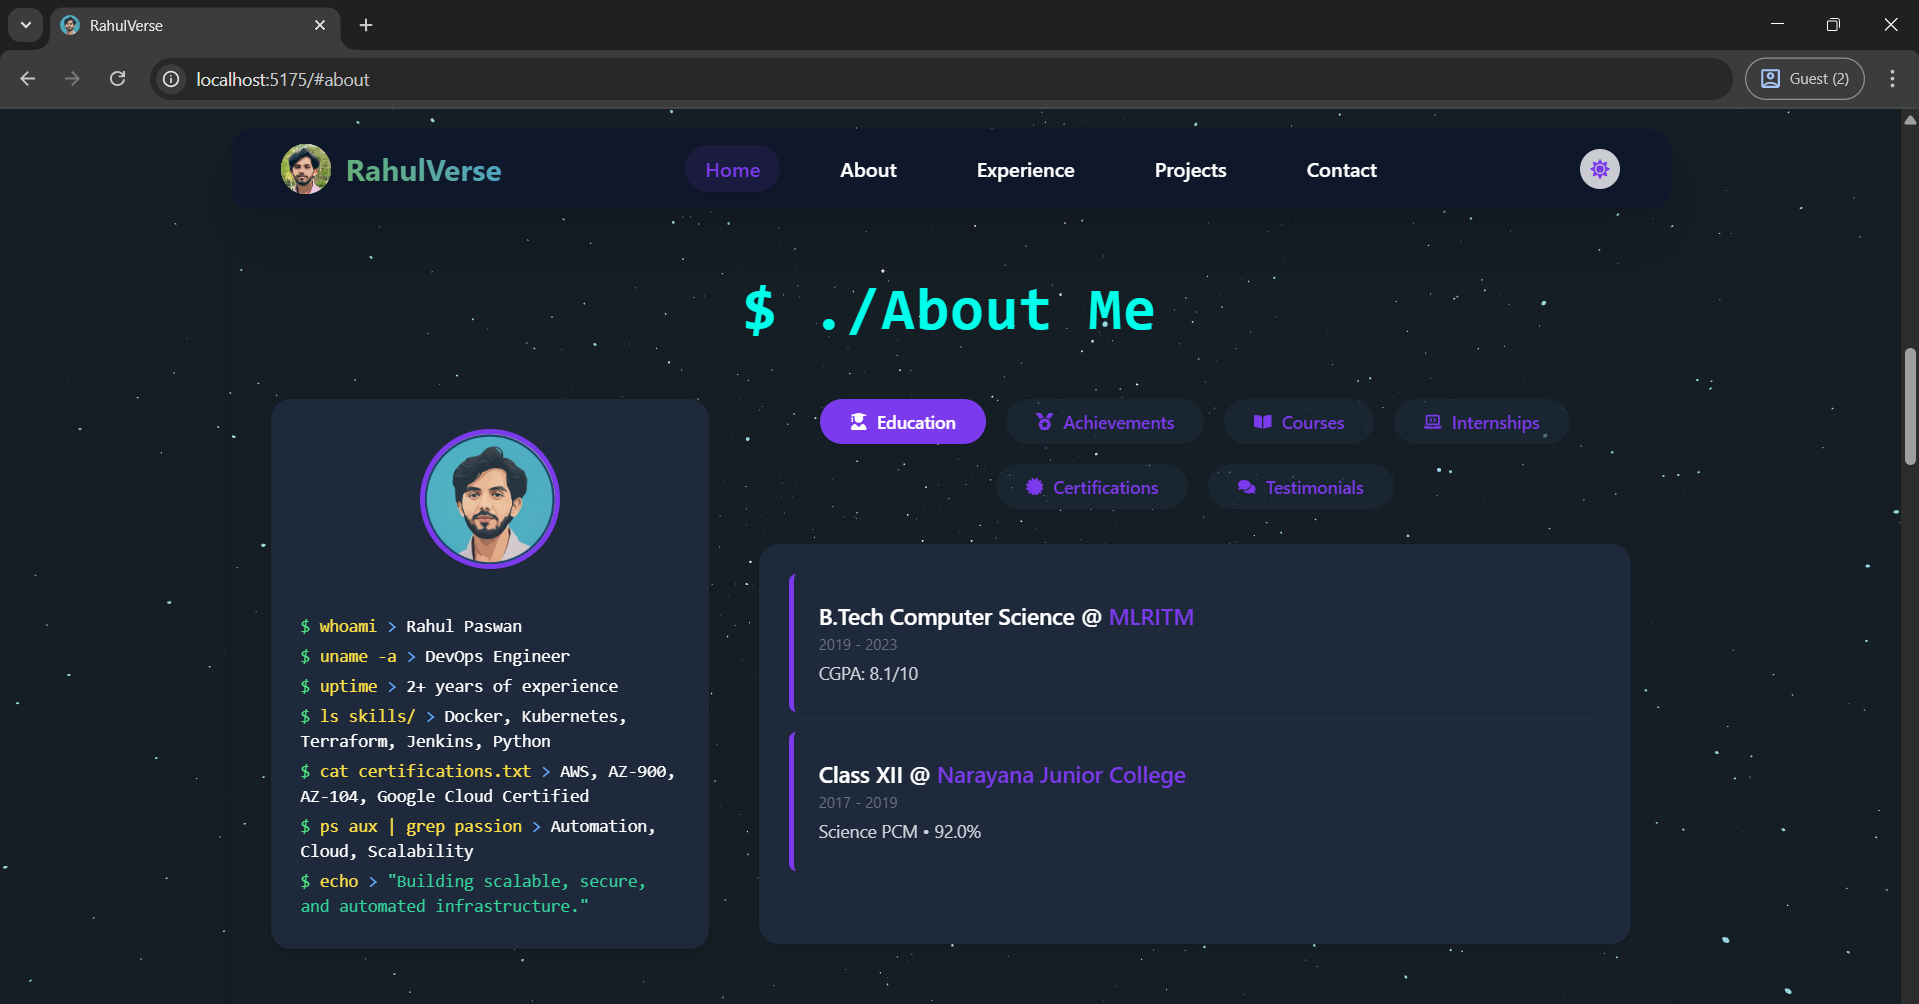 RahulVerse
localhost:5175/#about
Guest (2)
RahulVerse
Home
About
Experience
Projects
Contact
$ ./About Me
$ whoami > Rahul Paswan
$ uname -a > DevOps Engineer
$ uptime > 2+ years of experience
$ ls skills/ > Docker, Kubernetes,
Terraform, Jenkins, Python
$ cat certifications.txt > AWS, AZ-900,
AZ-104, Google Cloud Certified
$ ps aux | grep passion > Automation,
Cloud, Scalability
$ echo > "Building scalable, secure,
and automated infrastructure."
Education
Achievements
Courses
Internships
Certifications
Testimonials
B.Tech Computer Science @ MLRITM
2019 - 2023
CGPA: 8.1/10
Class XII @ Narayana Junior College
2017 - 2019
Science PCM • 92.0%